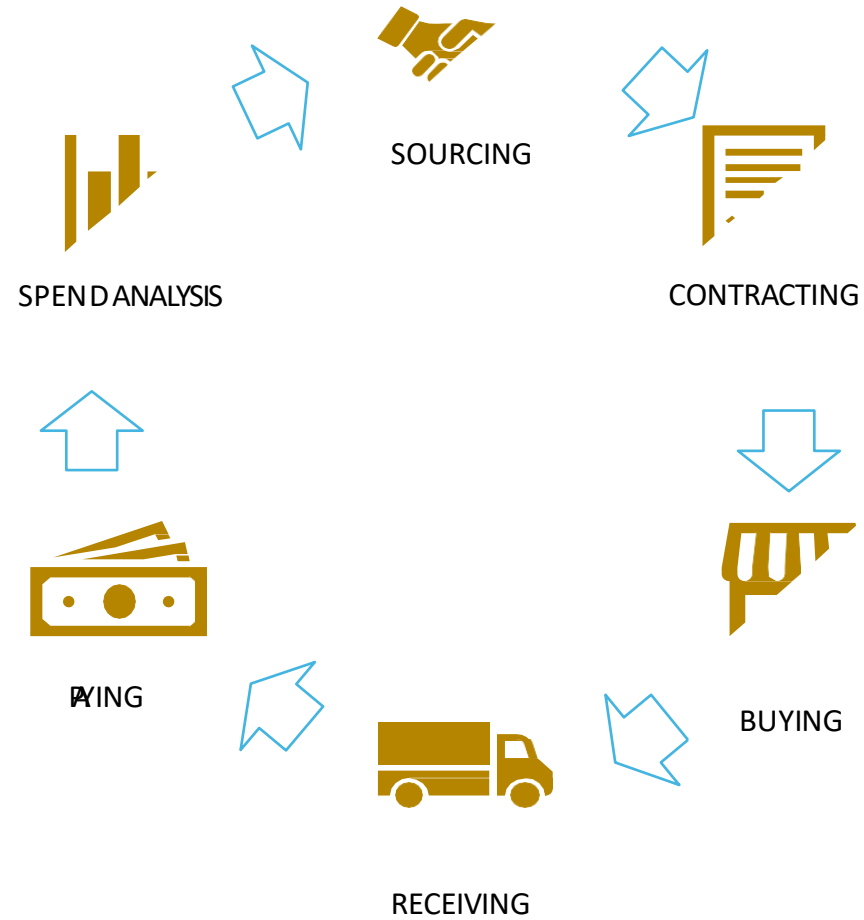 SOURCING
CONTRACTING
SPEND ANALYSIS
BUYING
PAYING
RECEIVING